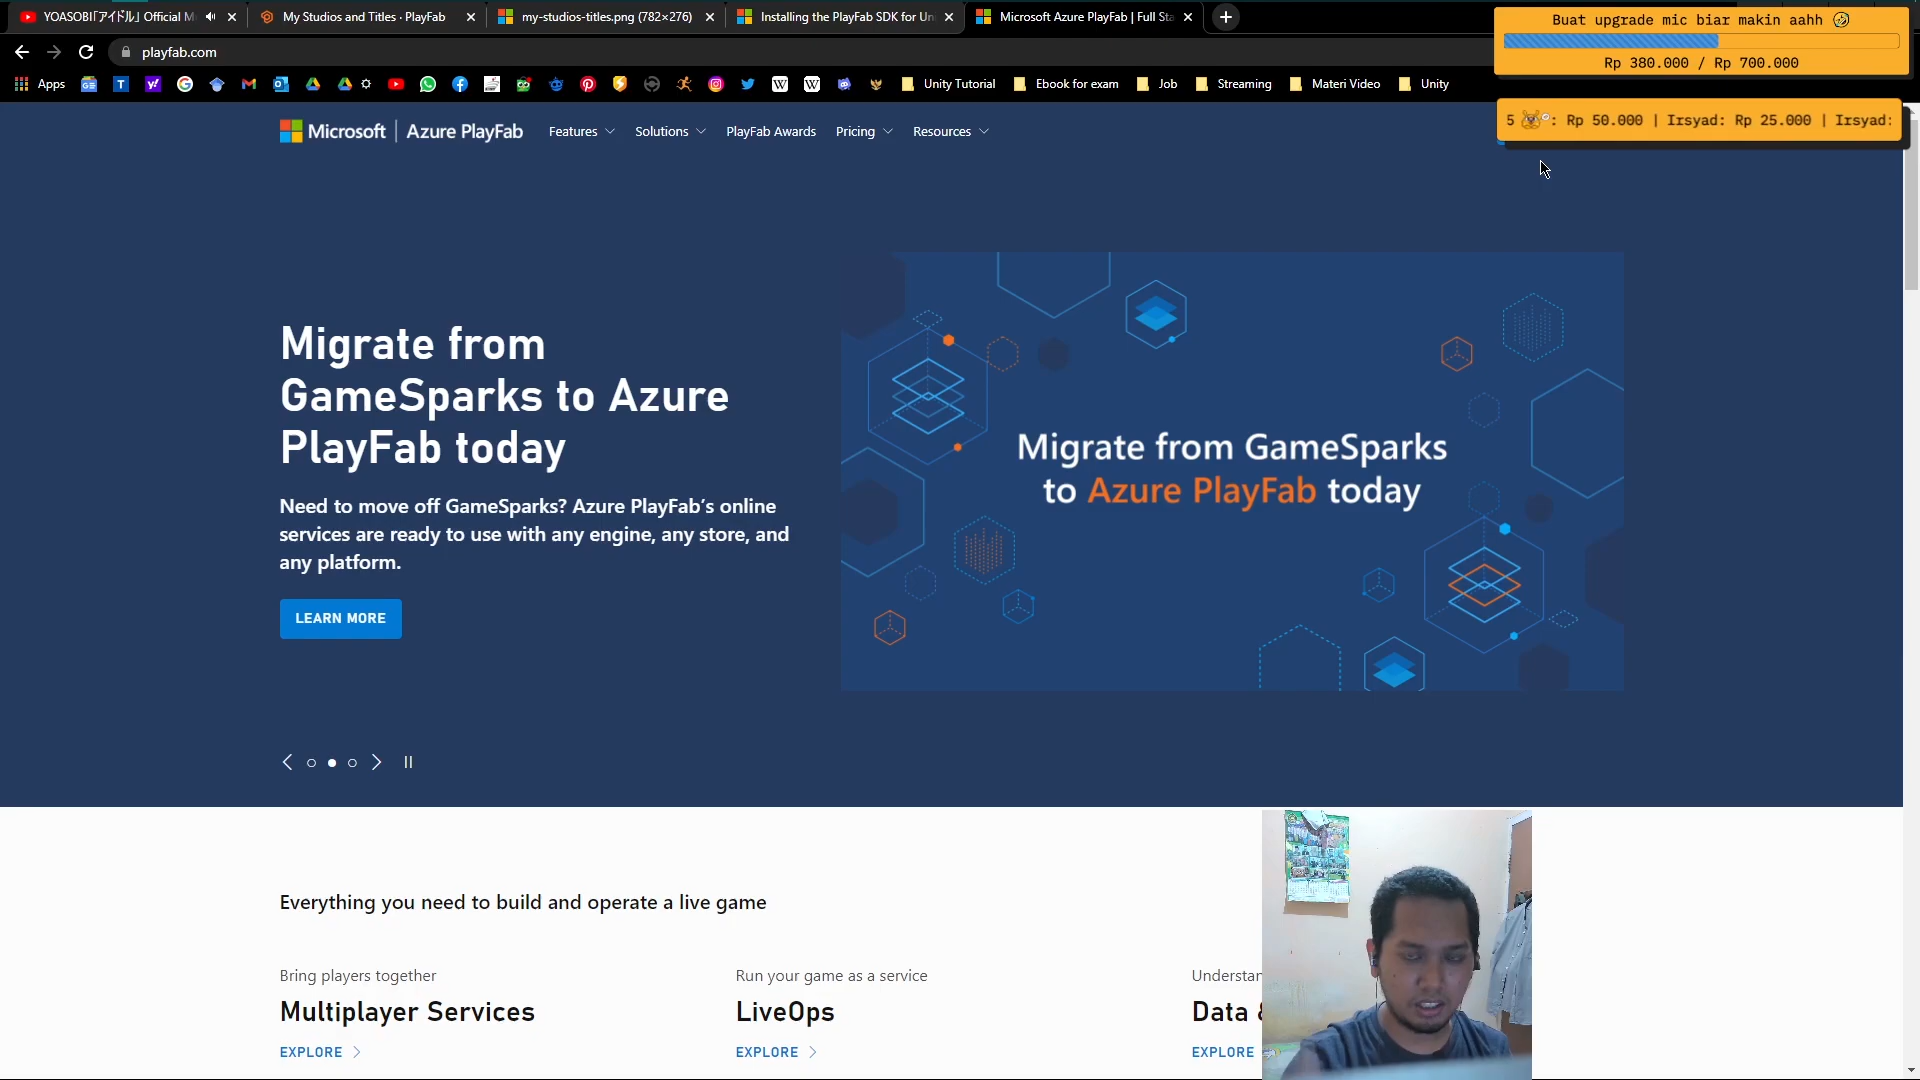 YOASOBI「アイドル」 Official M
My Studios and Titles · PlayFab
my-studios-titles.png (782×276)
Installing the PlayFab SDK for Un
Microsoft Azure PlayFab | Full Sta
playfab.com
Apps
Unity Tutorial
Ebook for exam
Job
Streaming
Materi Video
Unity
Buat upgrade mic biar makin aahh 🤣
Rp 380.000 / Rp 700.000
5 : Rp 50.000 | Irsyad: Rp 25.000 | Irsyad:
Microsoft | Azure PlayFab
Features
Solutions
PlayFab Awards
Pricing
Resources
Migrate from
GameSparks to Azure
PlayFab today
Need to move off GameSparks? Azure PlayFab's online
services are ready to use with any engine, any store, and
any platform.
LEARN MORE
Migrate from GameSparks
to Azure PlayFab today
Everything you need to build and operate a live game
Bring players together
Multiplayer Services
EXPLORE
Run your game as a service
LiveOps
EXPLORE
Understan
Data &
EXPLORE